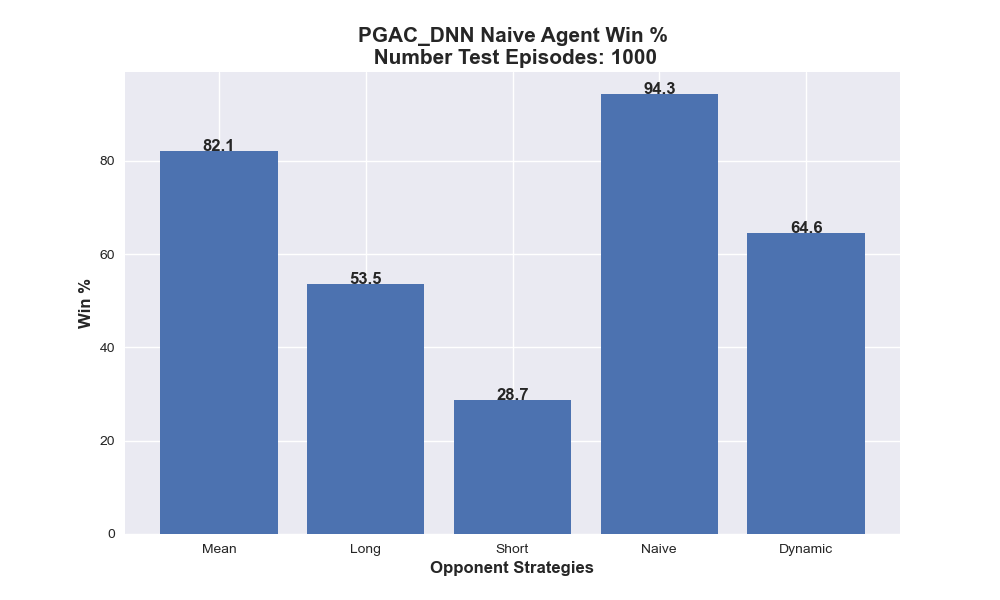 PGAC_DNN Naive Agent Win %
Number Test Episodes: 1000
94.3
82.1
80
64.6
60
53.5
Win %
40
28.7
20
0
Mean Long Short Naive Dynamic
Opponent Strategies